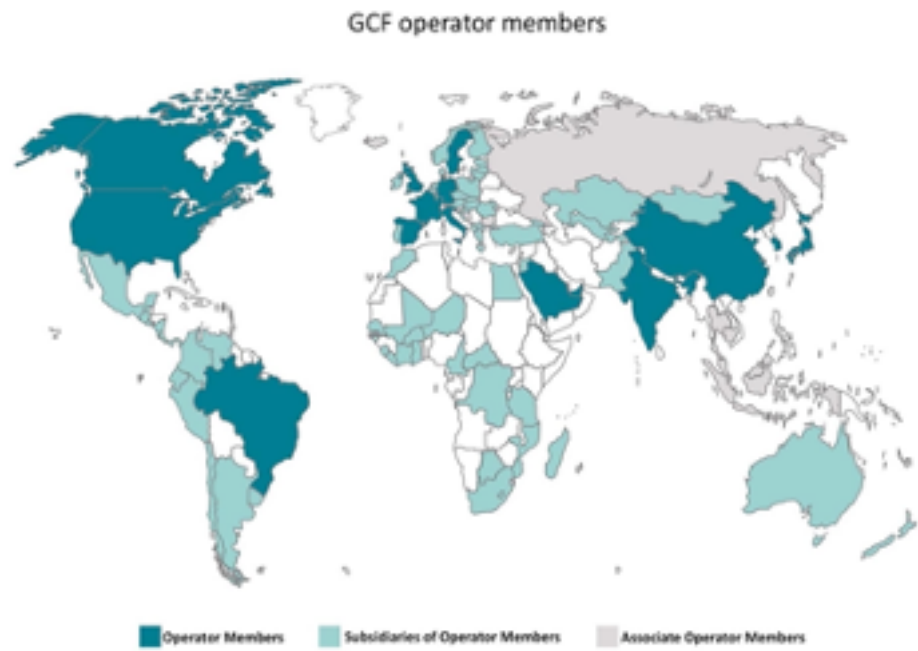 GCF operator members
Operator Members
Subsidiaries of Operator Members
Associate Operator Members